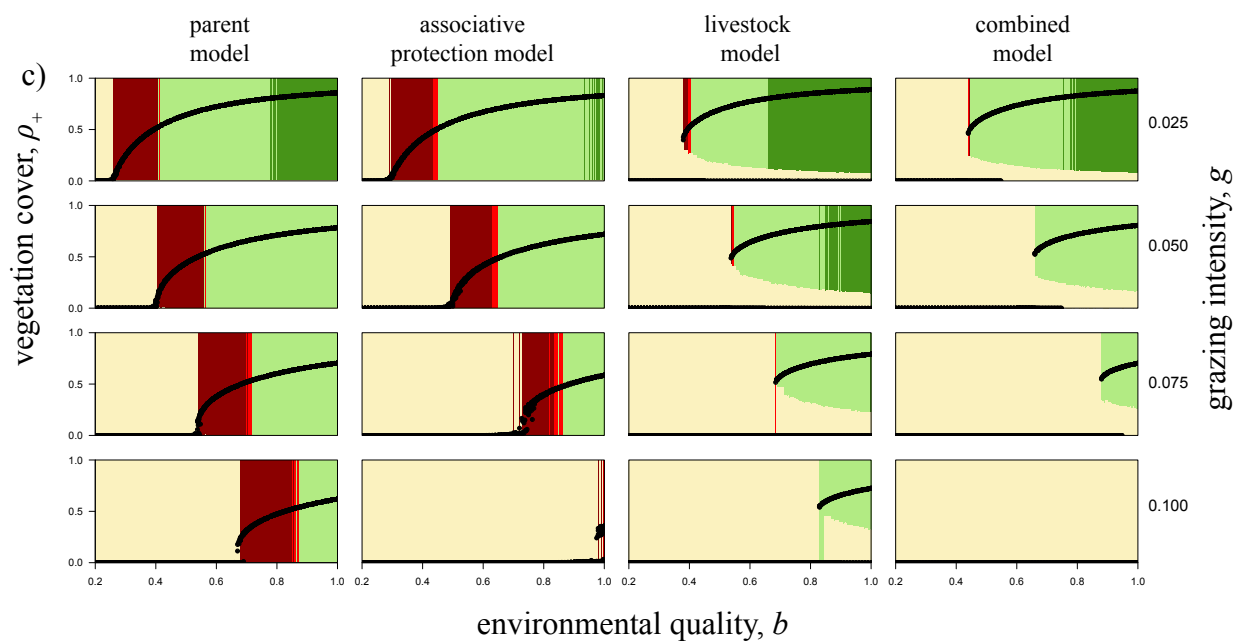 parent
model
associative
protection model
livestock
model
combined
model
c)
vegetation cover, ρ+
grazing intensity, g
1.0
0.5
0.0
0.025
1.0
0.5
0.0
0.050
1.0
0.5
0.0
0.075
1.0
0.5
0.0
0.100
0.2 0.4 0.6 0.8 1.0 0.2 0.4 0.6 0.8 1.0 0.2 0.4 0.6 0.8 1.0 0.2 0.4 0.6 0.8 1.0
environmental quality, b